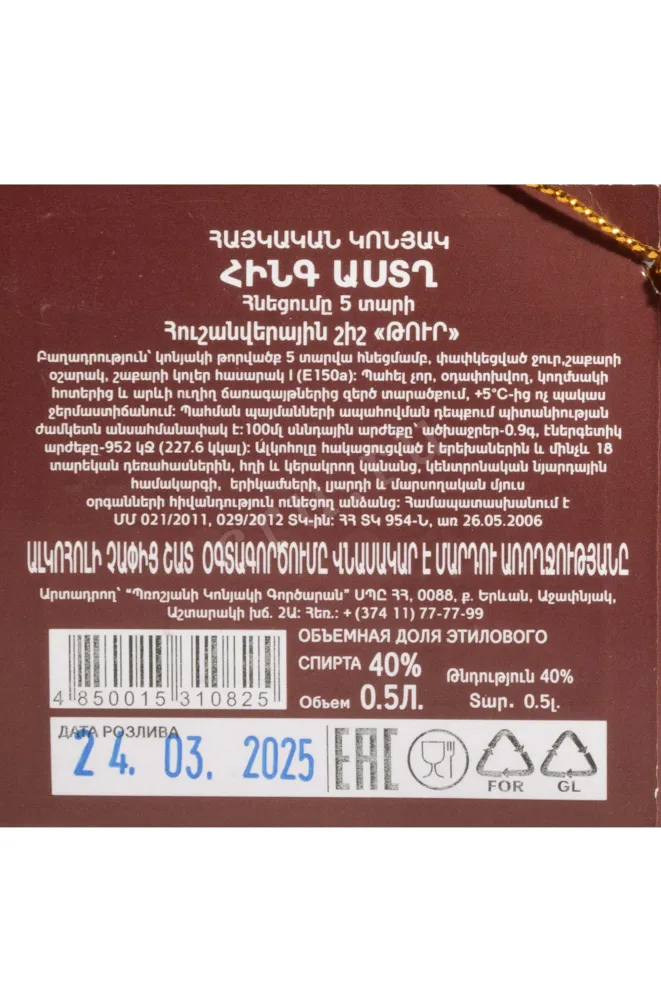 ՀԱՅԿԱԿԱՆ ԿՈՆՅԱԿ
ՀԻՆԳ ԱՍՏՂ
Հնեցումը 5 տարի
Հուշանվերային շիշ «ԹՈՒՐ»
Բաղադրություն՝ կոնյակի թորվածք 5 տարվա հնեցմամբ, փափկեցված ջուր,շաքարի
օշարակ, շաքարի կոլեր հասարակ I (E150a): Պահել չոր, օդափոխվող, կողմնակի
հոտերից և արևի ուղիղ ճառագայթներից զերծ տարածքում, +5°C-ից ոչ պակաս
ջերմաստիճանում: Պահման պայմանների ապահովման դեպքում պիտանիության
ժամկետն անսահմանափակ է:100մլ սննդային արժեքը՝ ածխաջուր-0.9գ, էներգետիկ
արժեքը-952 կՋ (227.6 կկալ): Ալկոհոլը հակացուցված է երեխաներին և մինչև 18
տարեկան դեռահասներին, հղի և կերակրող կանանց, կենտրոնական նյարդային
համակարգի, երիկամների, լյարդի և մարսողական մյուս
օրգանների հիվանդություն ունեցող անձանց: Համապատասխանում է
ՄՄ 021/2011, 029/2012 ՏԿ-ին: ՀՀ ՏԿ 954-Ն, առ 26.05.2006
ԱԼԿՈՀՈԼԻ ՉԱՓԻՑ ՇԱՏ ՕԳՏԱԳՈՐԾՈՒՄԸ ՎՆԱՍԱԿԱՐ Է ՄԱՐԴՈՒ ԱՌՈՂՋՈՒԹՅԱՆԸ
Արտադրող՝ "Պռոշյանի Կոնյակի Գործարան" ՍՊԸ ՀՀ, 0088, ք. Երևան, Աջափնյակ,
Աշտարակի խճ. 2Ա: Հեռ.: + (374 11) 77-77-99
ОБЪЕМНАЯ ДОЛЯ ЭТИЛОВОГО
СПИРТА 40% Թնդություն 40%
Объем 0.5Л. Տար. 0.5լ.
4 850015 310825
ДАТА РОЗЛИВА
24. 03. 2025
EAC
FOR GL